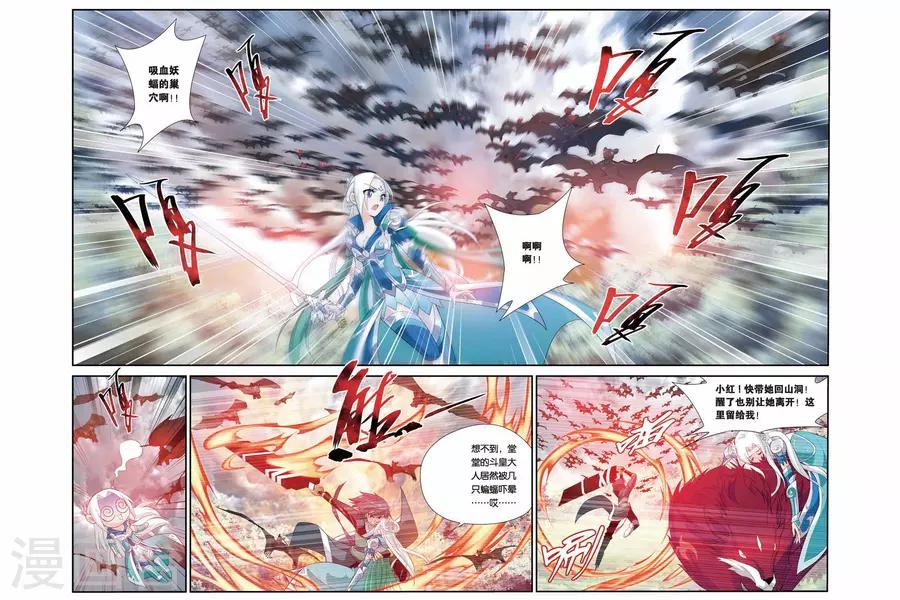 吸血妖
蝠的巢
穴啊!!
嘎
嘎
嘎
嘎
嘎
啊啊
啊!!
嘎
想不到，堂
堂的斗皇大
人居然被几
只蝙蝠吓晕
……哎
小红！快带她回山洞！
醒了也别让她离开！这
里留给我！
唰
漫